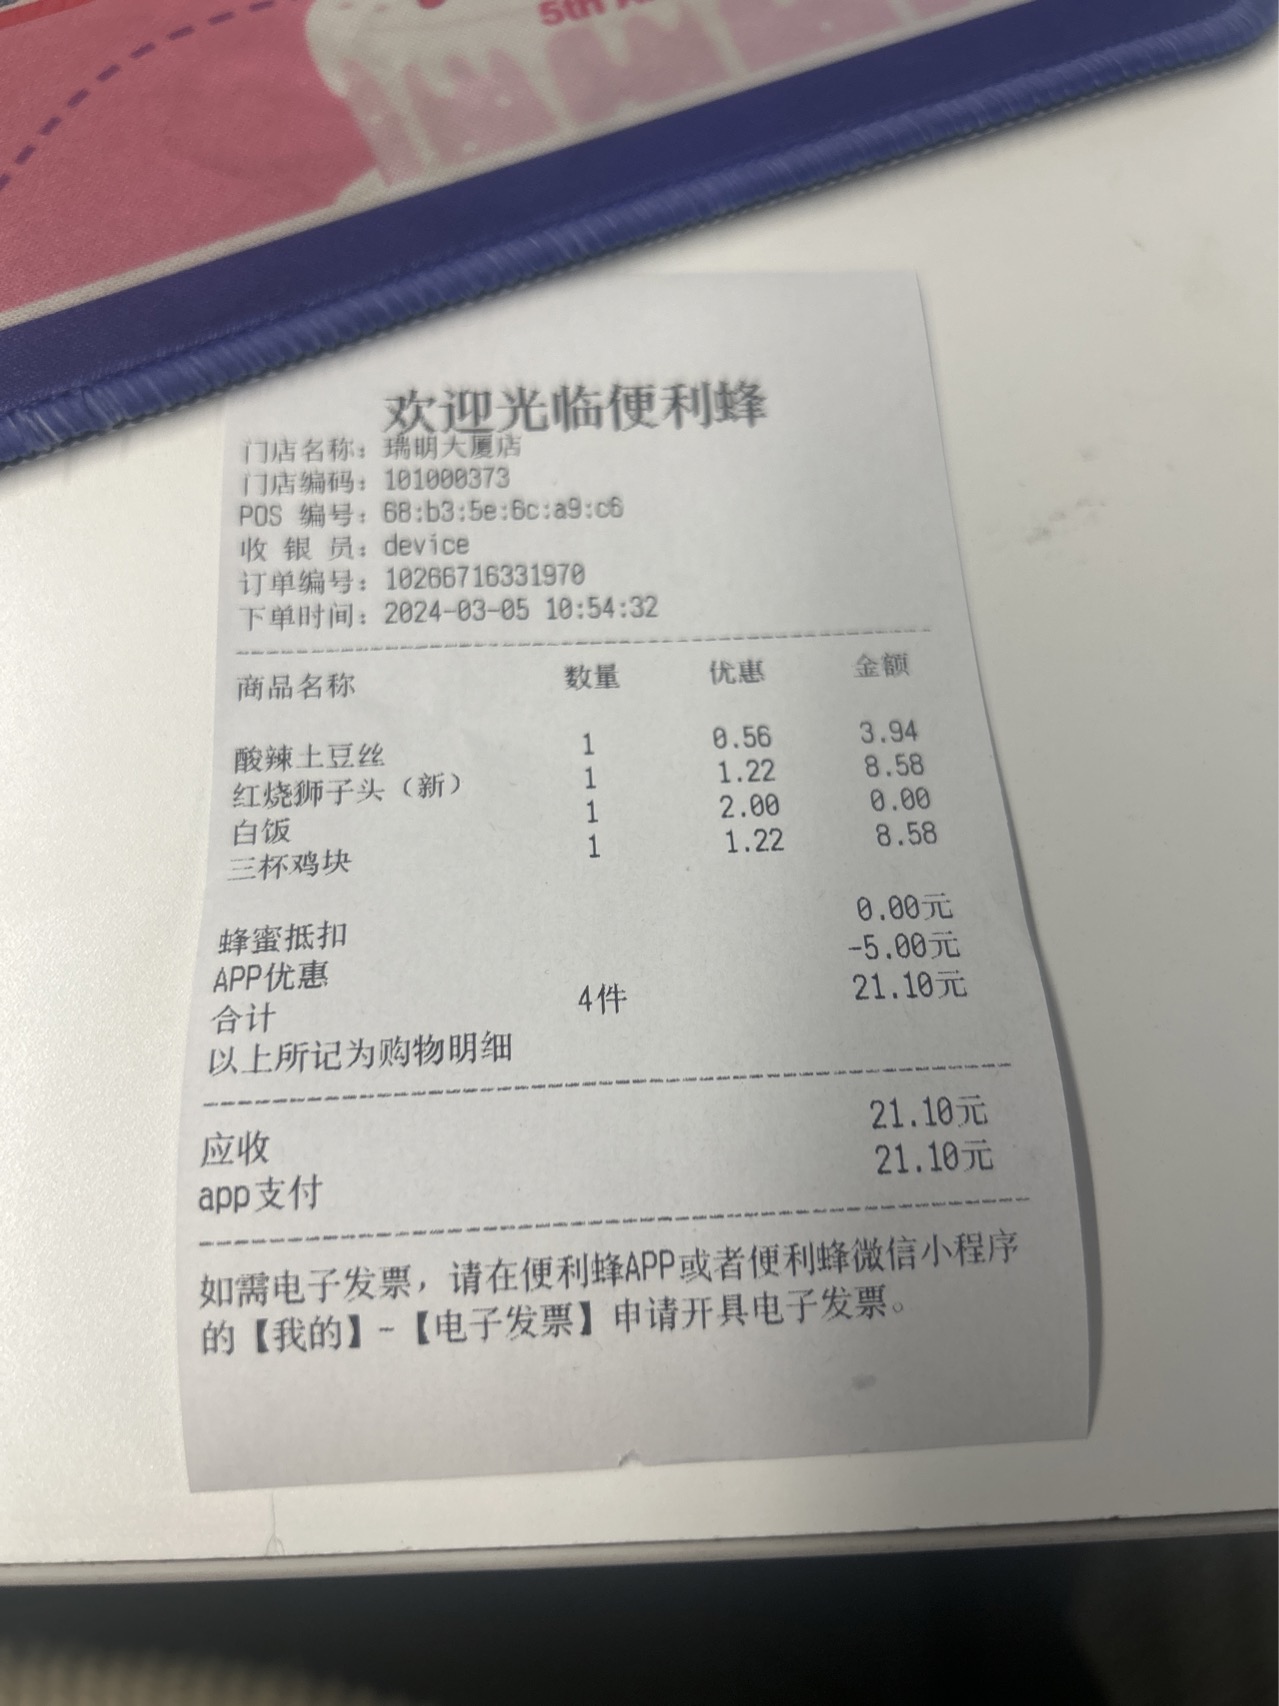 5th
欢迎光临便利蜂
门店名称：瑞明大厦店
门店编码：101000373
POS 编号：68:b3:5e:6c:a9:c6
收 银 员：device
订单编号：10266716331970
下单时间：2024-03-05 10:54:32
商品名称 数量 优惠 金额
酸辣土豆丝 1 0.56 3.94
红烧狮子头（新） 1 1.22 8.58
白饭 1 2.00 0.00
三杯鸡块 1 1.22 8.58
蜂蜜抵扣 0.00元
APP优惠 -5.00元
合计 4件 21.10元
以上所记为购物明细
应收 21.10元
app支付 21.10元
如需电子发票，请在便利蜂APP或者便利蜂微信小程序
的【我的】-【电子发票】申请开具电子发票。